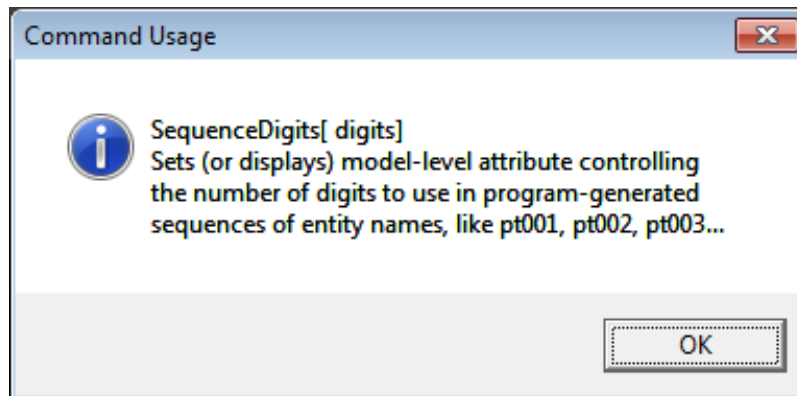 Command Usage
SequenceDigits[ digits]
Sets (or displays) model-level attribute controlling
the number of digits to use in program-generated
sequences of entity names, like pt001, pt002, pt003...
OK